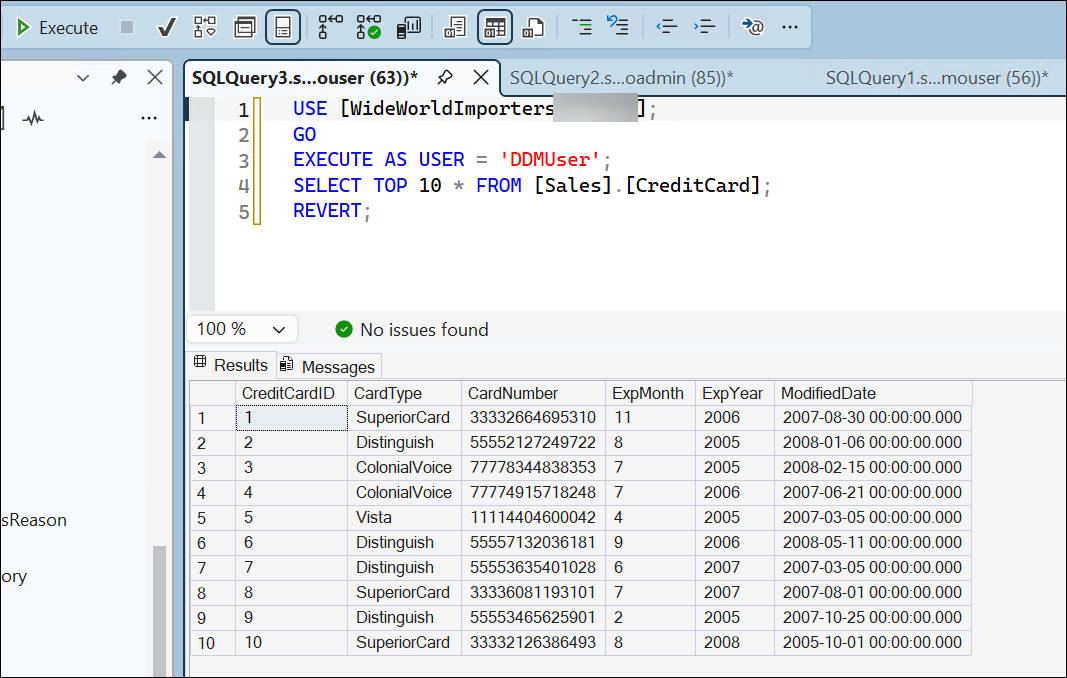 Execute
SQLQuery3.s...ouser (63))*
SQLQuery2.s...oadmin (85))*
SQLQuery1.s...mouser (56))*
1 USE [WideWorldImporters ];
2 GO
3 EXECUTE AS USER = 'DDMUser';
4 SELECT TOP 10 * FROM [Sales].[CreditCard];
5 REVERT;
100 %
No issues found
Results
Messages
CreditCardID CardType CardNumber ExpMonth ExpYear ModifiedDate
1 1 SuperiorCard 33332664695310 11 2006 2007-08-30 00:00:00.000
2 2 Distinguish 55552127249722 8 2005 2008-01-06 00:00:00.000
3 3 ColonialVoice 77778344838353 7 2005 2008-02-15 00:00:00.000
4 4 ColonialVoice 77774915718248 7 2006 2007-06-21 00:00:00.000
5 5 Vista 11114404600042 4 2005 2007-03-05 00:00:00.000
6 6 Distinguish 55557132036181 9 2006 2008-05-11 00:00:00.000
7 7 Distinguish 55553635401028 6 2007 2007-03-05 00:00:00.000
8 8 SuperiorCard 33336081193101 7 2007 2007-08-01 00:00:00.000
9 9 Distinguish 55553465625901 2 2005 2007-10-25 00:00:00.000
10 10 SuperiorCard 33332126386493 8 2008 2005-10-01 00:00:00.000
sReason
ory